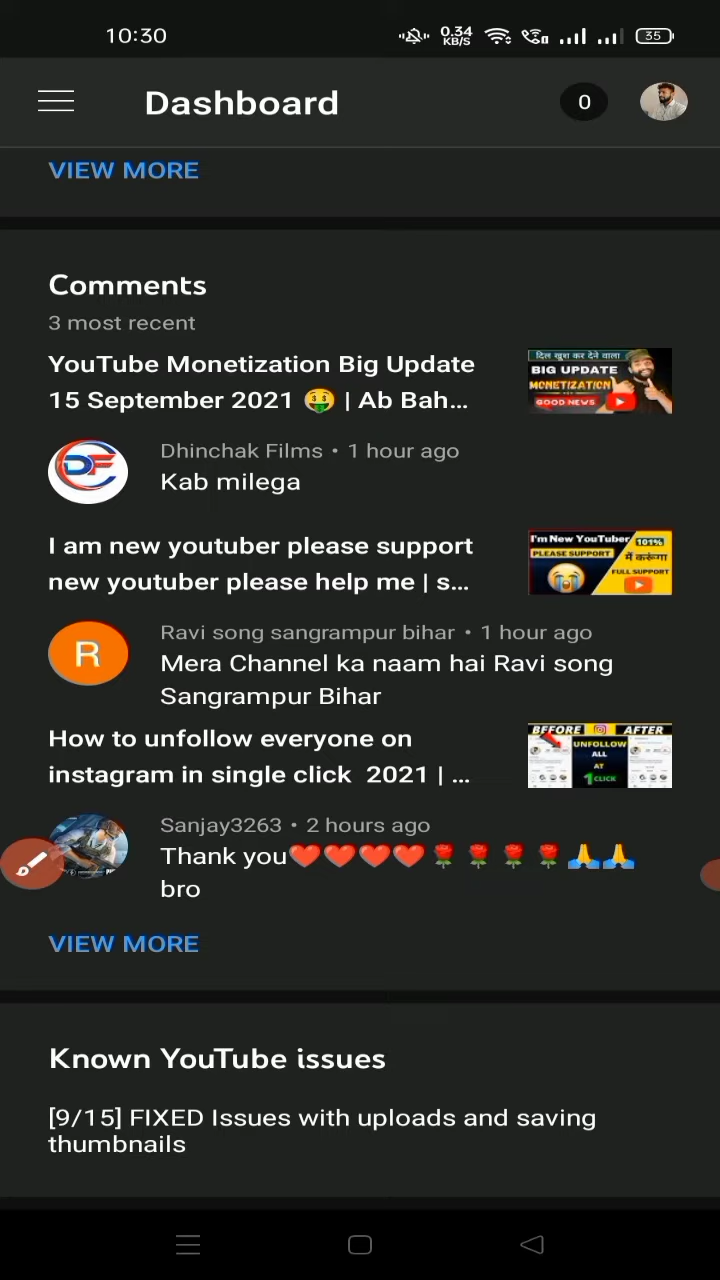 10:30
0.34
KB/S
35
Dashboard
0
VIEW MORE
Comments
3 most recent
YouTube Monetization Big Update
15 September 2021 🤑 | Ab Bah...
दिल खुश कर देने वाला
BIG UPDATE
MONETIZATION
GOOD NEWS
Dhinchak Films • 1 hour ago
DF
Kab milega
I am new youtuber please support
new youtuber please help me | s...
I'm New YouTuber
101%
PLEASE SUPPORT
में करूंगा
FULL SUPPORT
Ravi song sangrampur bihar • 1 hour ago
R
Mera Channel ka naam hai Ravi song
Sangrampur Bihar
How to unfollow everyone on
instagram in single click 2021 | ...
BEFORE
AFTER
UNFOLLOW
ALL
AT
1 CLICK
Sanjay3263 • 2 hours ago
Thank you❤️❤️❤️❤️🌹🌹🌹🌹🙏🙏
bro
VIEW MORE
Known YouTube issues
[9/15] FIXED Issues with uploads and saving
thumbnails